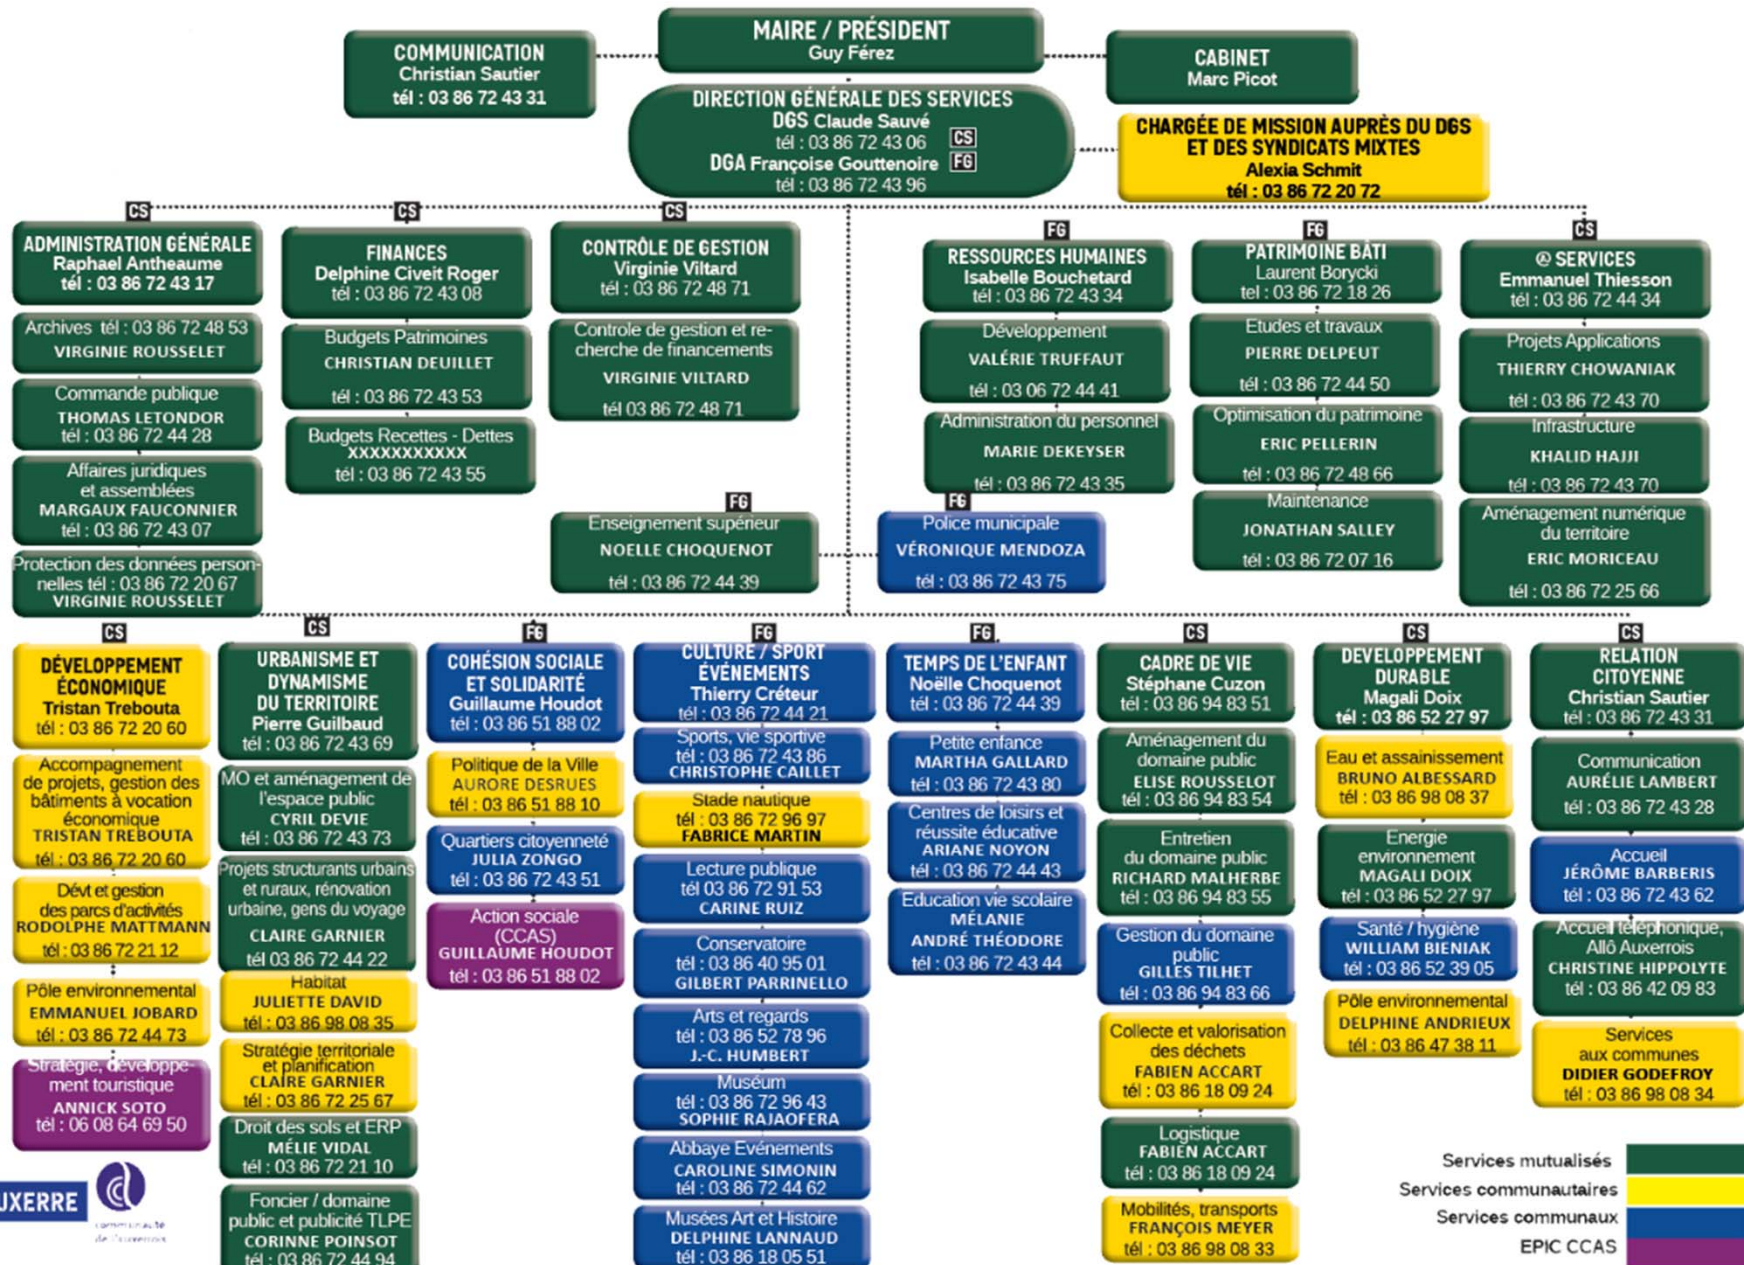 MAIRE / PRÉSIDENT
Guy Férez
COMMUNICATION
Christian Sautier
tél : 03 86 72 43 31
CABINET
Marc Picot
DIRECTION GÉNÉRALE DES SERVICES
DGS Claude Sauvé
tél : 03 86 72 43 06 CS
DGA Françoise Gouttenoire FG
tél : 03 86 72 43 96
CHARGÉE DE MISSION AUPRÈS DU DGS
ET DES SYNDICATS MIXTES
Alexia Schmit
tél : 03 86 72 20 72
CS
ADMINISTRATION GÉNÉRALE
Raphael Antheaume
tél : 03 86 72 43 17
Archives tél : 03 86 72 48 53
VIRGINIE ROUSSELET
Commande publique
THOMAS LETONDOR
tél : 03 86 72 44 28
Affaires juridiques
et assemblées
MARGAUX FAUCONNIER
tél : 03 86 72 43 07
Protection des données person-
nelles tél : 03 86 72 20 67
VIRGINIE ROUSSELET
CS
FINANCES
Delphine Civeit Roger
tél : 03 86 72 43 08
Budgets Patrimoines
CHRISTIAN DEUILLET
tél : 03 86 72 43 53
Budgets Recettes - Dettes
XXXXXXXXXXX
tél : 03 86 72 43 55
CS
CONTRÔLE DE GESTION
Virginie Viltard
tél : 03 86 72 48 71
Controle de gestion et re-
cherche de financements
VIRGINIE VILTARD
tél 03 86 72 48 71
FG
RESSOURCES HUMAINES
Isabelle Bouchetard
tél : 03 86 72 43 34
Développement
VALÉRIE TRUFFAUT
tél : 03 06 72 44 41
Administration du personnel
MARIE DEKEYSER
tél : 03 86 72 43 35
FG
PATRIMOINE BÂTI
Laurent Borycki
tel : 03 86 72 18 26
Etudes et travaux
PIERRE DELPEUT
tél : 03 86 72 44 50
Optimisation du patrimoine
ERIC PELLERIN
tél : 03 86 72 48 66
Maintenance
JONATHAN SALLEY
tél : 03 86 72 07 16
CS
@ SERVICES
Emmanuel Thiesson
tél : 03 86 72 44 34
Projets Applications
THIERRY CHOWANIAK
tél : 03 86 72 43 70
Infrastructure
KHALID HAJJI
tél : 03 86 72 43 70
Aménagement numérique
du territoire
ERIC MORICEAU
tél : 03 86 72 25 66
FG
Enseignement supérieur
NOELLE CHOQUENOT
tél : 03 86 72 44 39
FG
Police municipale
VÉRONIQUE MENDOZA
tél : 03 86 72 43 75
CS
DÉVELOPPEMENT
ÉCONOMIQUE
Tristan Trebouta
tél : 03 86 72 20 60
Accompagnement
de projets, gestion des
bâtiments à vocation
économique
TRISTAN TREBOUTA
tél : 03 86 72 20 60
Dévt et gestion
des parcs d'activités
RODOLPHE MATTMANN
tél : 03 86 72 21 12
Pôle environnemental
EMMANUEL JOBARD
tél : 03 86 72 44 73
Stratégie, développe-
ment touristique
ANNICK SOTO
tél : 06 08 64 69 50
CS
URBANISME ET
DYNAMISME
DU TERRITOIRE
Pierre Guilbaud
tél : 03 86 72 43 69
MO et aménagement de
l'espace public
CYRIL DEVIE
tél : 03 86 72 43 73
Projets structurants urbains
et ruraux, rénovation
urbaine, gens du voyage
CLAIRE GARNIER
tél 03 86 72 44 22
Habitat
JULIETTE DAVID
tél : 03 86 98 08 35
Stratégie territoriale
et planification
CLAIRE GARNIER
tél : 03 86 72 25 67
Droit des sols et ERP
MÉLIE VIDAL
tél : 03 86 72 21 10
Foncier / domaine
public et publicité TLPE
CORINNE POINSOT
tél : 03 86 72 44 94
FG
COHÉSION SOCIALE
ET SOLIDARITÉ
Guillaume Houdot
tél : 03 86 51 88 02
Politique de la Ville
AURORE DESRUES
tél : 03 86 51 88 10
Quartiers citoyenneté
JULIA ZONGO
tél : 03 86 72 43 51
Action sociale
(CCAS)
GUILLAUME HOUDOT
tél : 03 86 51 88 02
FG
CULTURE / SPORT
ÉVÉNEMENTS
Thierry Créteur
tél : 03 86 72 44 21
Sports, vie sportive
tél : 03 86 72 43 86
CHRISTOPHE CAILLET
Stade nautique
tél : 03 86 72 96 97
FABRICE MARTIN
Lecture publique
tél 03 86 72 91 53
CARINE RUIZ
Conservatoire
tél : 03 86 40 95 01
GILBERT PARRINELLO
Arts et regards
tél : 03 86 52 78 96
J.-C. HUMBERT
Muséum
tél : 03 86 72 96 43
SOPHIE RAJAOFERA
Abbaye Evénements
CAROLINE SIMONIN
tél : 03 86 72 44 62
Musées Art et Histoire
DELPHINE LANNAUD
tél : 03 86 18 05 51
FG
TEMPS DE L'ENFANT
Noëlle Choquenot
tél : 03 86 72 44 39
Petite enfance
MARTHA GALLARD
tél : 03 86 72 43 80
Centres de loisirs et
réussite éducative
ARIANE NOYON
tél : 03 86 72 44 43
Education vie scolaire
MÉLANIE
ANDRÉ THÉODORE
tél : 03 86 72 43 44
CS
CADRE DE VIE
Stéphane Cuzon
tél : 03 86 94 83 51
Aménagement du
domaine public
ELISE ROUSSELOT
tél : 03 86 94 83 54
Entretien
du domaine public
RICHARD MALHERBE
tél : 03 86 94 83 55
Gestion du domaine
public
GILLES TILHET
tél : 03 86 94 83 66
Collecte et valorisation
des déchets
FABIEN ACCART
tél : 03 86 18 09 24
Logistique
FABIEN ACCART
tél : 03 86 18 09 24
Mobilités, transports
FRANÇOIS MEYER
tél : 03 86 98 08 33
CS
DEVELOPPEMENT
DURABLE
Magali Doix
tél : 03 86 52 27 97
Eau et assainissement
BRUNO ALBESSARD
tél : 03 86 98 08 37
Energie
environnement
MAGALI DOIX
tél : 03 86 52 27 97
Santé / hygiène
WILLIAM BIENIAK
tél : 03 86 52 39 05
Pôle environnemental
DELPHINE ANDRIEUX
tél : 03 86 47 38 11
CS
RELATION
CITOYENNE
Christian Sautier
tél : 03 86 72 43 31
Communication
AURÉLIE LAMBERT
tél : 03 86 72 43 28
Accueil
JÉRÔME BARBERIS
tél : 03 86 72 43 62
Accueil téléphonique,
Allô Auxerrois
CHRISTINE HIPPOLYTE
tél : 03 86 42 09 83
Services
aux communes
DIDIER GODEFROY
tél : 03 86 98 08 34
UXERRE
communauté
de l'auxerrois
Services mutualisés
Services communautaires
Services communaux
EPIC CCAS